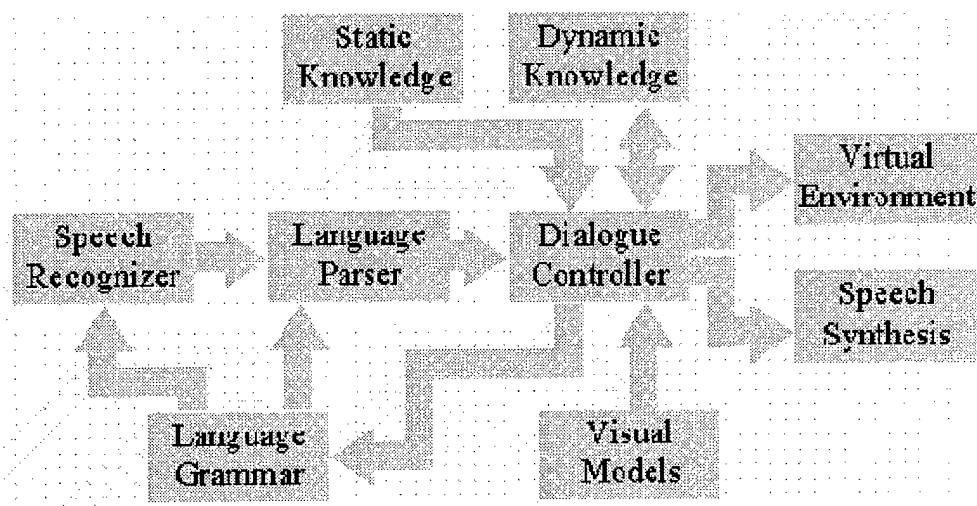 Static
Knowledge
Dynamic
Knowledge
Virtual
Environment
Speech
Recognizer
Language
Parser
Dialogue
Controller
Speech
Synthesis
Language
Grammar
Visual
Models